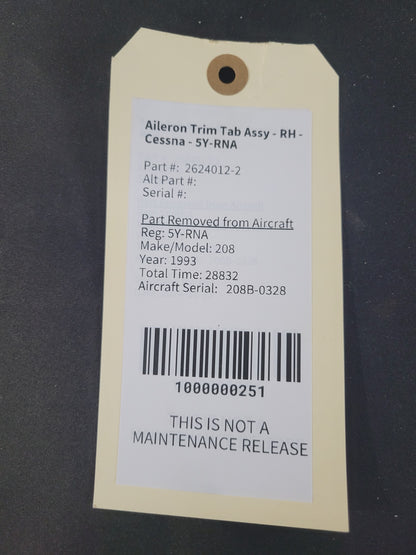 Aileron Trim Tab Assy - RH -
Cessna - 5Y-RNA
Part #: 2624012-2
Alt Part #:
Serial #:
Part Removed from Aircraft
Reg: 5Y-RNA
Make/Model: 208
Year: 1993
Total Time: 28832
Aircraft Serial: 208B-0328
1000000251
THIS IS NOT A
MAINTENANCE RELEASE